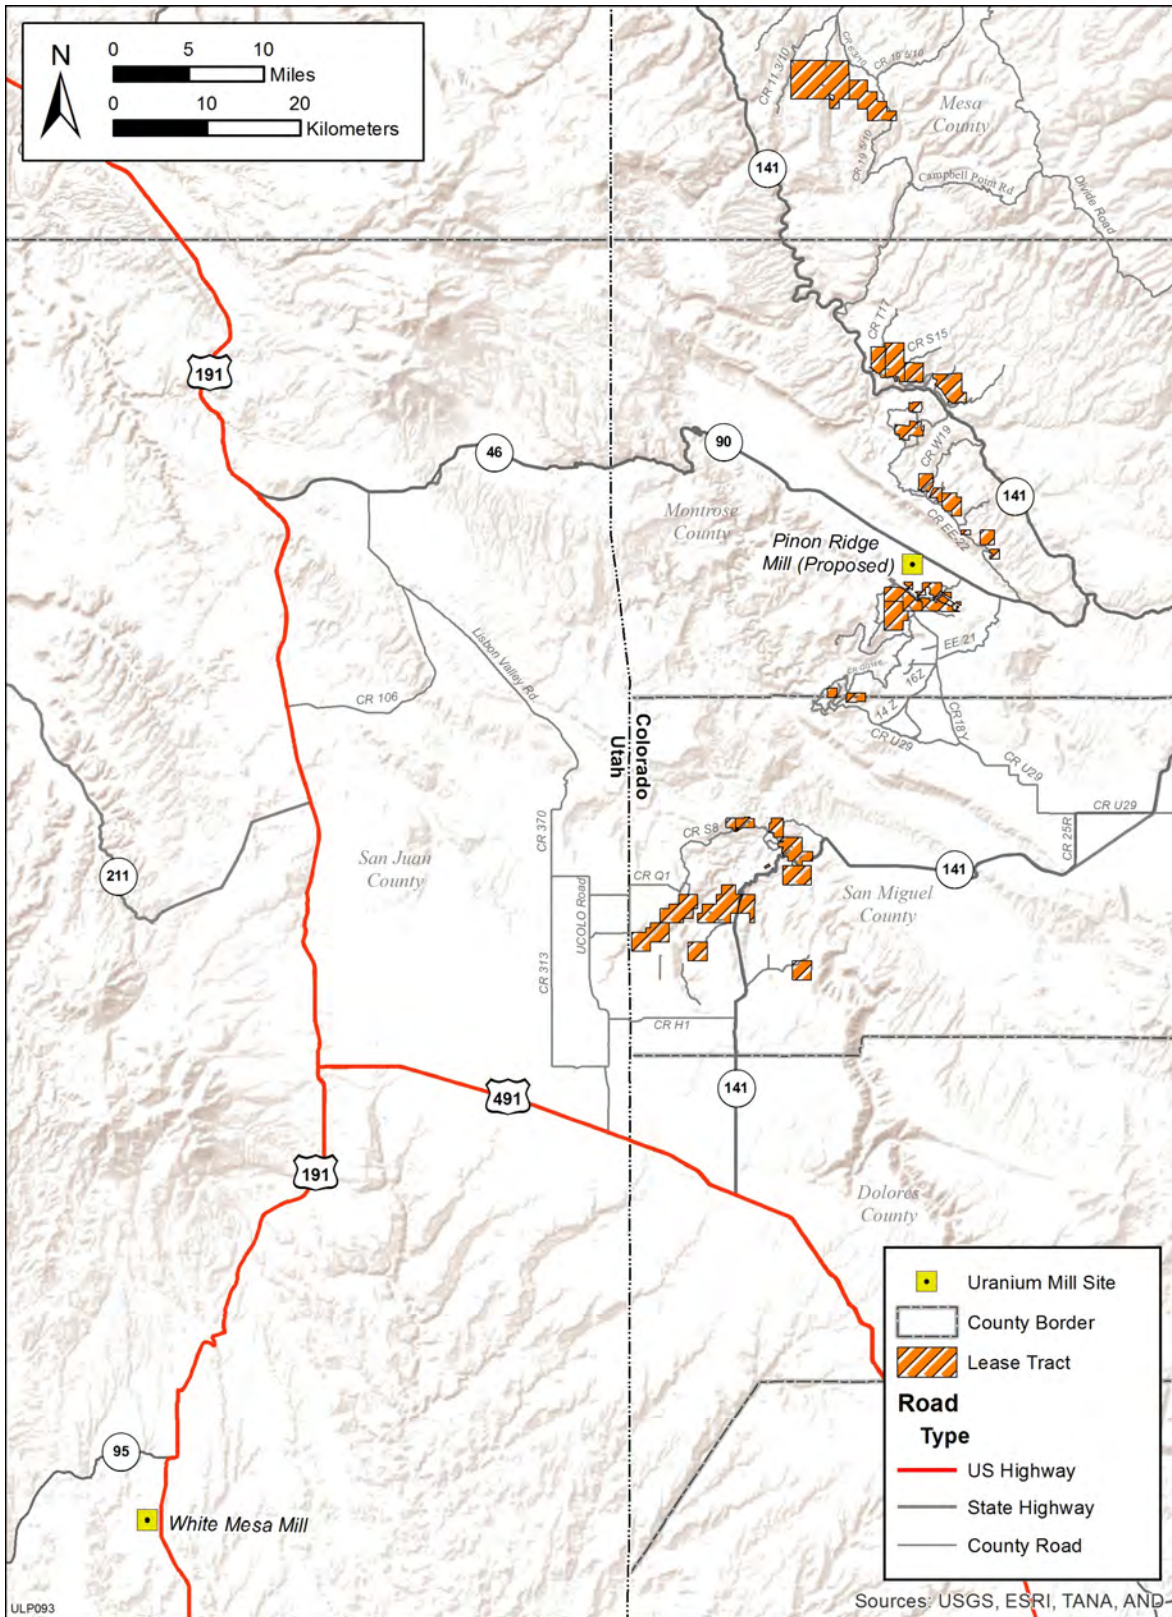 N
0 5 10
Miles
0 10 20
Kilometers
CR 11 3/10
CR 63/10
CR 19 5/10
Mesa
County
CR 19 5/10
141
Campbell Point Rd
Divide Road
CR T17
CR S15
191
46
90
CR W19
141
Montrose
County
CR EE-22
Pinon Ridge
Mill (Proposed)
Lisbon Valley Rd.
EE 21
16Z
CR 106
14 Z
CR18Y
CR U29
CR U29
CR U29
CR 25R
Colorado
Utah
CR 370
CR S8
San Juan
County
211
141
CR Q1
UCOLO Road
San Miguel
County
CR 313
CR H1
491
141
191
Dolores
County
95
White Mesa Mill
Uranium Mill Site
County Border
Lease Tract
Road
Type
US Highway
State Highway
County Road
ULP093
Sources: USGS, ESRI, TANA, AND